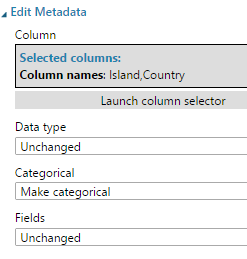 Edit Metadata
Column
Selected columns:
Column names: Island,Country
Launch column selector
Data type
Unchanged
Categorical
Make categorical
Fields
Unchanged